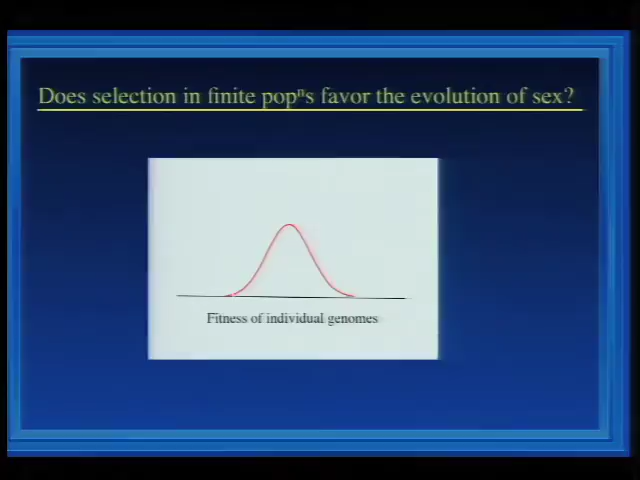 Does selection in finite popⁿs favor the evolution of sex?
Fitness of individual genomes